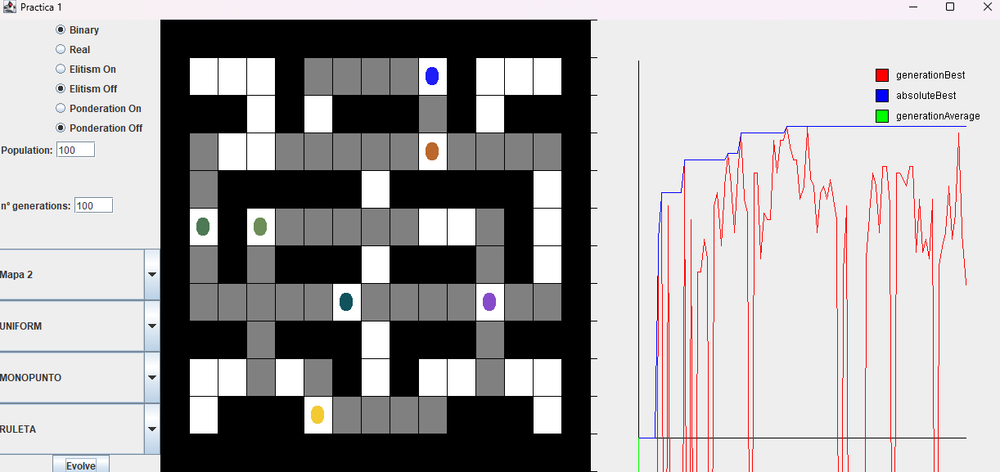 Practica 1
Binary
Real
Elitism On
Elitism Off
Ponderation On
Ponderation Off
Population: 100
n° generations: 100
Mapa 2
UNIFORM
MONOPUNTO
RULETA
Evolve
generationBest
absoluteBest
generationAverage